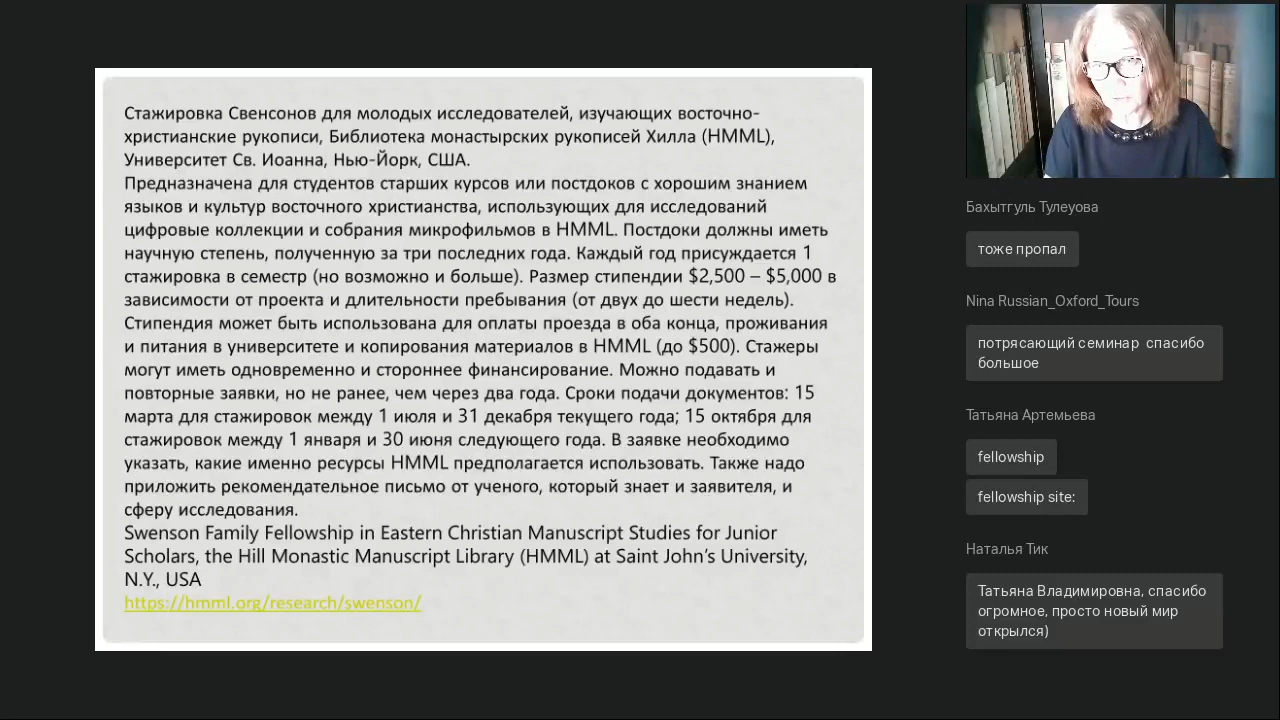 Стажировка Свенсонов для молодых исследователей, изучающих восточно-
христианские рукописи, Библиотека монастырских рукописей Хилла (HMML),
Университет Св. Иоанна, Нью-Йорк, США.
Предназначена для студентов старших курсов или постдоков с хорошим знанием
языков и культур восточного христианства, использующих для исследований
цифровые коллекции и собрания микрофильмов в HMML. Постдоки должны иметь
научную степень, полученную за три последних года. Каждый год присуждается 1
стажировка в семестр (но возможно и больше). Размер стипендии $2,500 – $5,000 в
зависимости от проекта и длительности пребывания (от двух до шести недель).
Стипендия может быть использована для оплаты проезда в оба конца, проживания
и питания в университете и копирования материалов в HMML (до $500). Стажеры
могут иметь одновременно и стороннее финансирование. Можно подавать и
повторные заявки, но не ранее, чем через два года. Сроки подачи документов: 15
марта для стажировок между 1 июля и 31 декабря текущего года; 15 октября для
стажировок между 1 января и 30 июня следующего года. В заявке необходимо
указать, какие именно ресурсы HMML предполагается использовать. Также надо
приложить рекомендательное письмо от ученого, который знает и заявителя, и
сферу исследования.
Swenson Family Fellowship in Eastern Christian Manuscript Studies for Junior
Scholars, the Hill Monastic Manuscript Library (HMML) at Saint John’s University,
N.Y., USA
https://hmml.org/research/swenson/
Бахытгуль Тулеуова
тоже пропал
Nina Russian_Oxford_Tours
потрясающий семинар спасибо
большое
Татьяна Артемьева
fellowship
fellowship site:
Наталья Тик
Татьяна Владимировна, спасибо
огромное, просто новый мир
открылся)